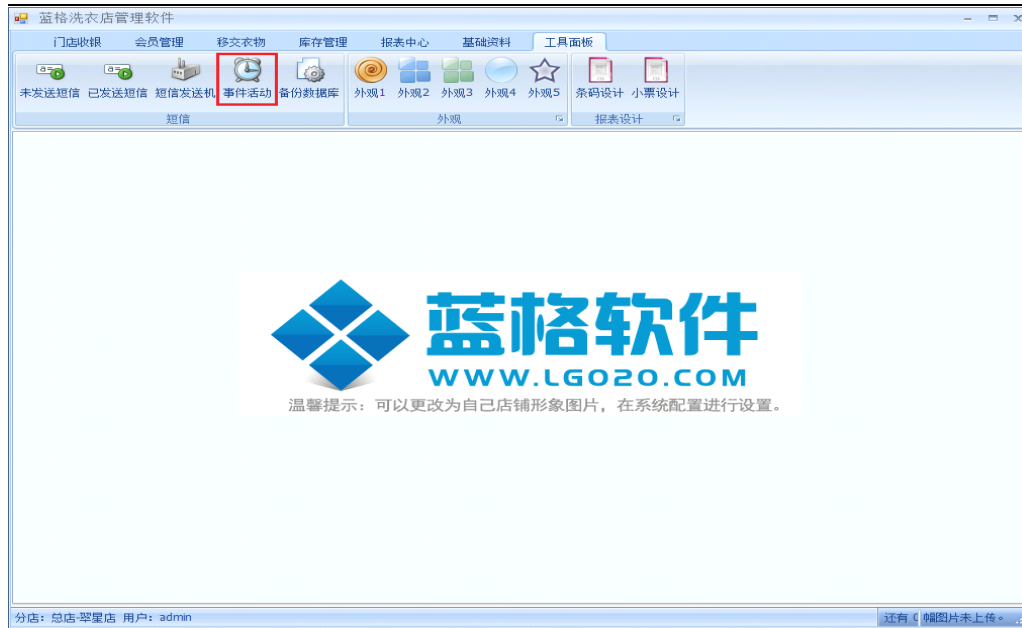 蓝格洗衣店管理软件
门店收银 会员管理 移交衣物 库存管理 报表中心 基础资料 工具面板
未发送短信 已发送短信 短信发送机 事件活动 备份数据库 外观1 外观2 外观3 外观4 外观5 条码设计 小票设计
短信 外观 报表设计
蓝格软件
WWW.LGO2O.COM
温馨提示：可以更改为自己店铺形象图片，在系统配置进行设置。
分店：总店-翠星店 用户：admin 还有 0 幅图片未上传。